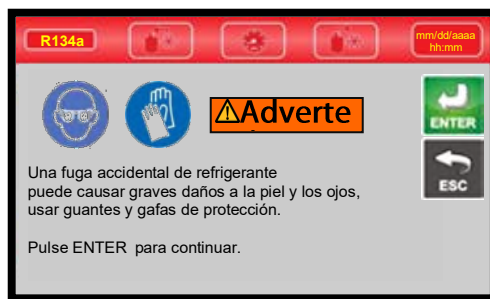 R134a
mm/dd/aaaa
hh:mm
⚠Adverte
ENTER
ESC
Una fuga accidental de refrigerante
puede causar graves daños a la piel y los ojos,
usar guantes y gafas de protección.
Pulse ENTER para continuar.